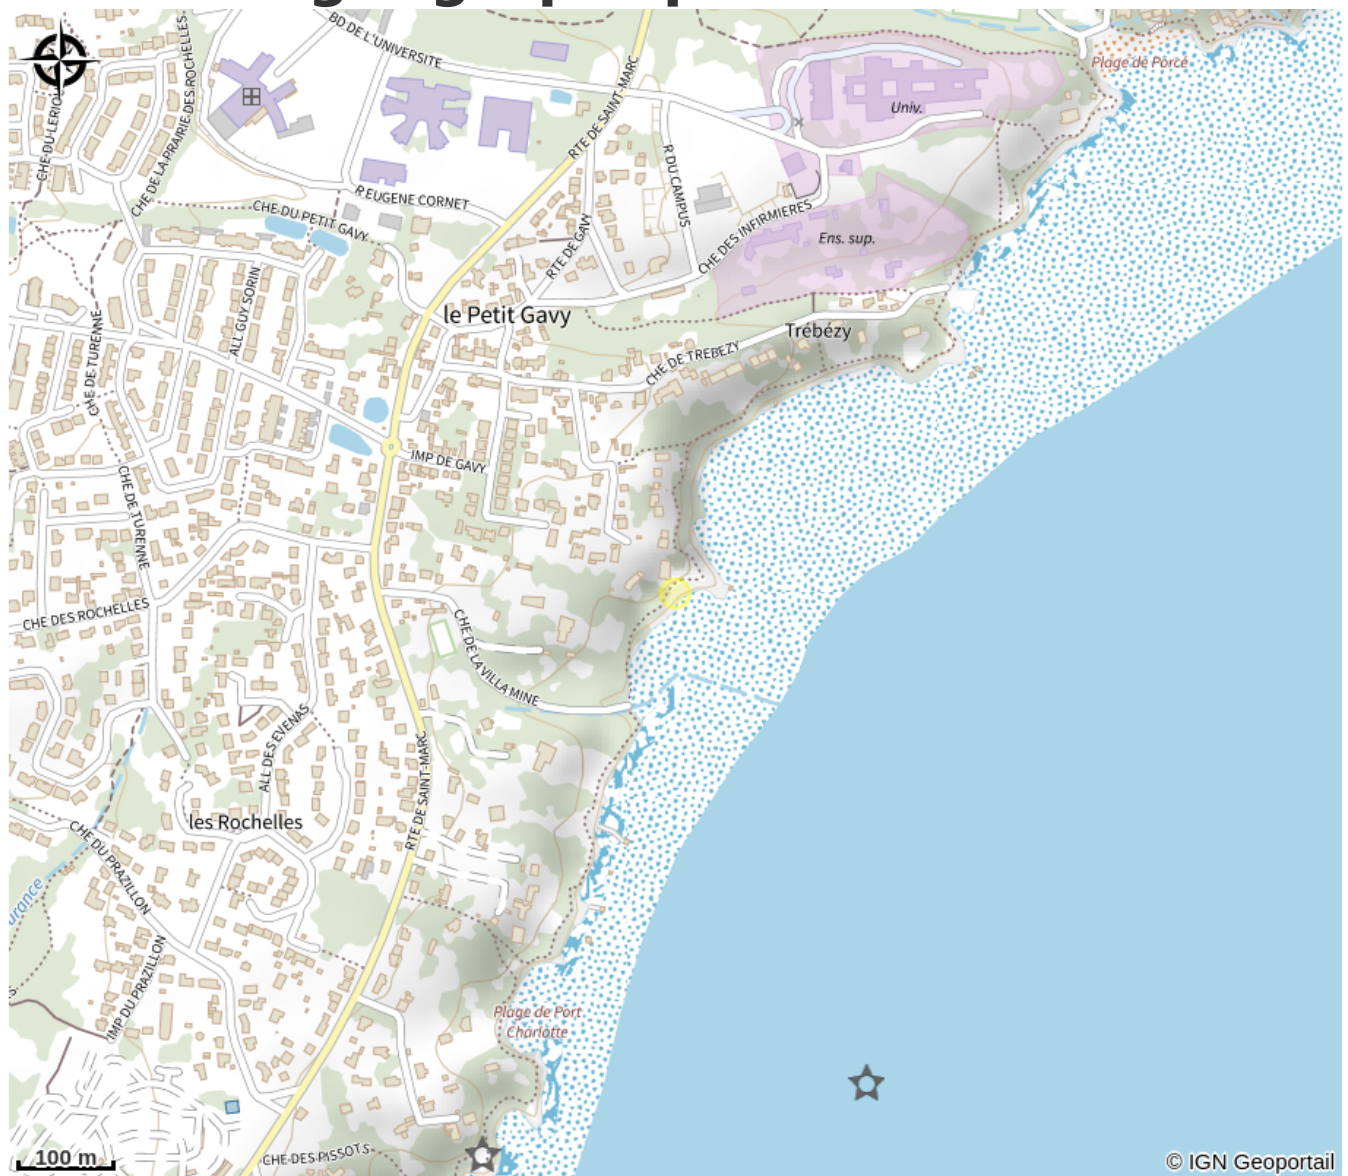 BD DE L'UNIVERSITE
Plage de Porcé
RTE DE SAINT-MARC
Univ.
CHE DE LA PRAIRIE DES ROCHELLES
R EUGENE CORNET
R DU CAMPUS
CHE DU PETIT GAVY
CHE DES INFIRMIERES
Ens. sup.
RTE DE GAVY
ALL GUY SORIN
le Petit Gavy
Trébézy
CHE DE TURENNE
CHE DE TREBEZY
IMP DE GAVY
CHE DE TURENNE
CHE DES ROCHELLES
CHE DE LA VILLA MINE
ALL DES EVENAS
RTE DE SAINT-MARC
les Rochelles
CHE DU PRAZILLON
IMP DU PRAZILLON
Plage de Port
Charlotte
CHE DES PISSOTS
100 m
© IGN Geoportail